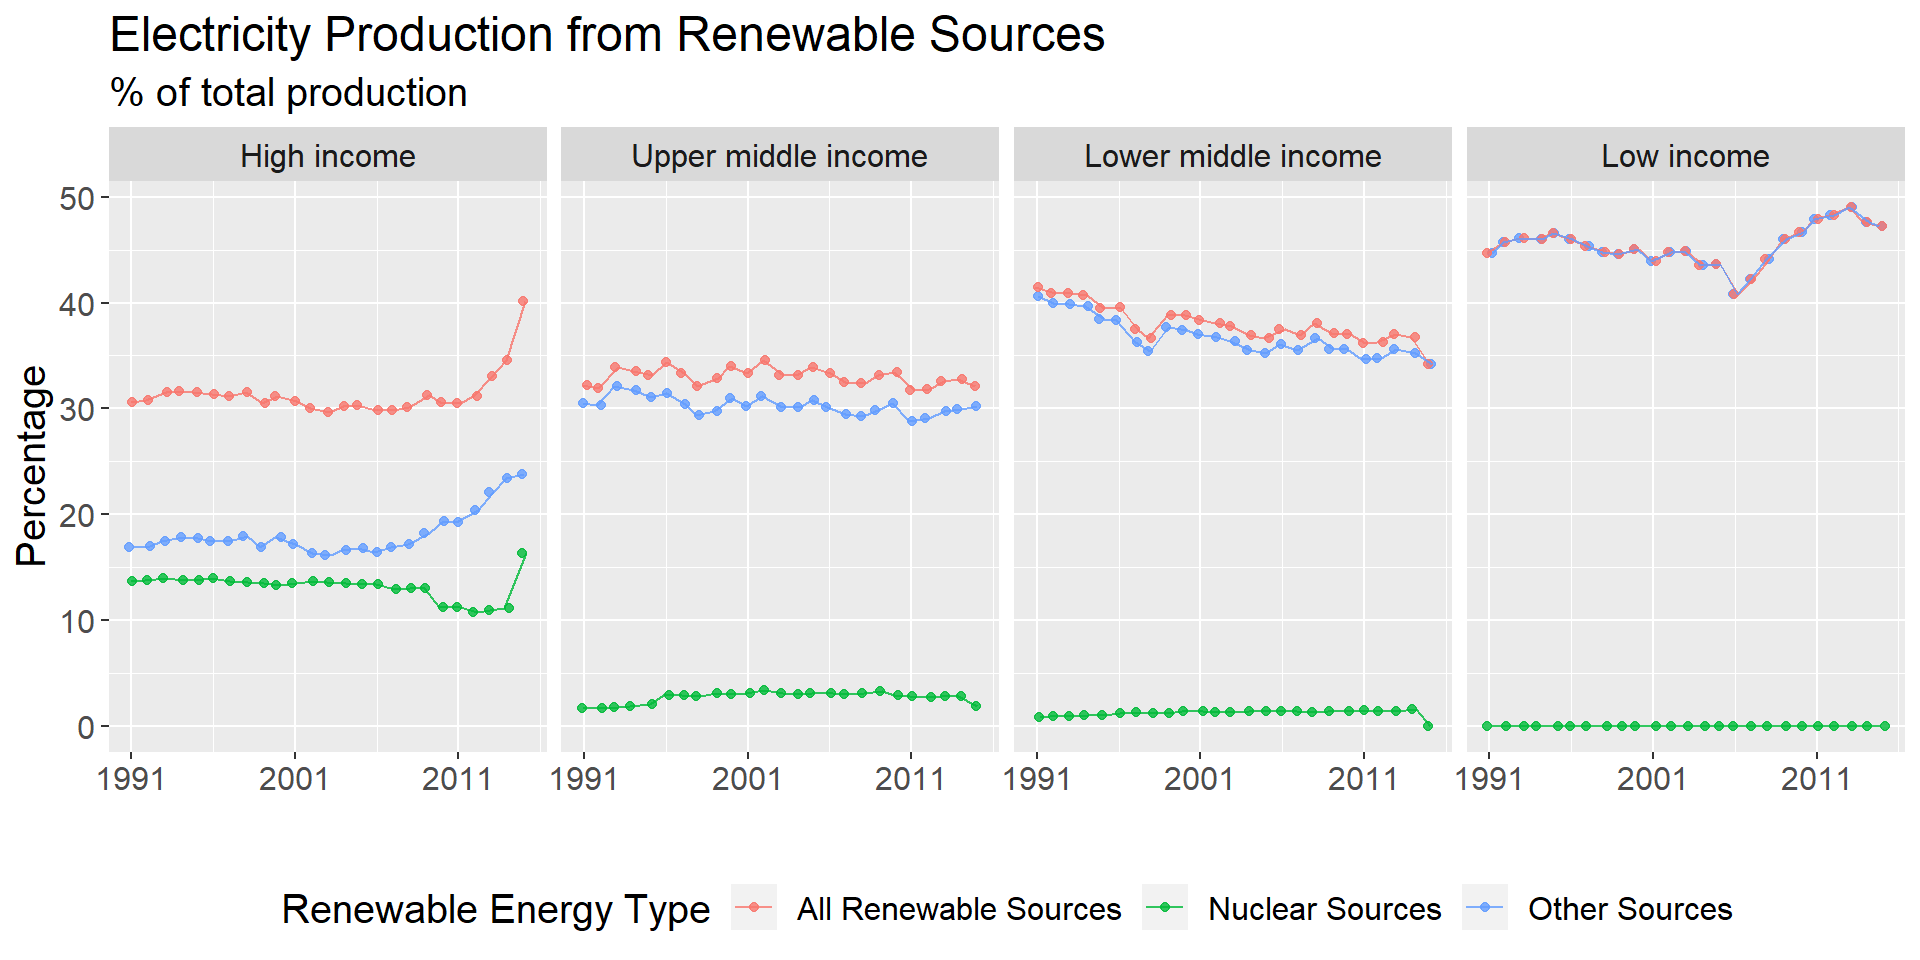 Electricity Production from Renewable Sources
% of total production
High income
Upper middle income
Lower middle income
Low income
Percentage
50
40
30
20
10
0
1991 2001 2011
1991 2001 2011
1991 2001 2011
1991 2001 2011
Renewable Energy Type
All Renewable Sources
Nuclear Sources
Other Sources